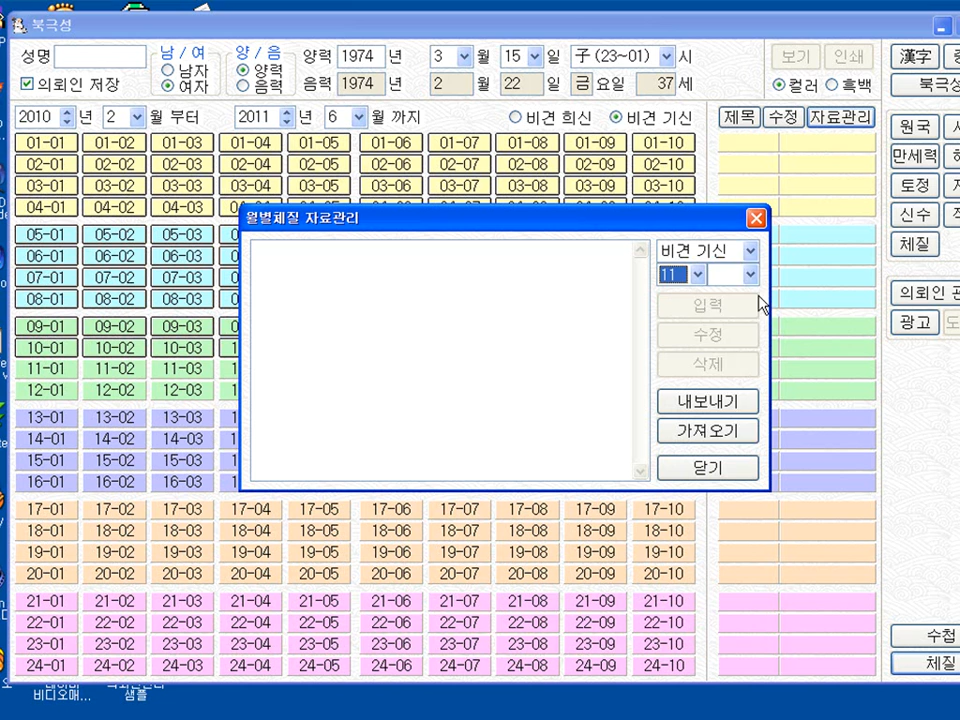 북극성
성명 남 / 여 양 / 음 양력 1974 년 3 월 15 일 子 (23~01) 시 보기 인쇄 漢字
의뢰인 저장 남자 여자 양력 음력 음력 1974 년 2 월 22 일 금 요일 37 세 컬러 흑백 북극성
2010 년 2 월 부터 2011 년 6 월 까지 비견 희신 비견 기신 제목 수정 자료관리
01-01 01-02 01-03 01-04 01-05 01-06 01-07 01-08 01-09 01-10 원국
02-01 02-02 02-03 02-04 02-05 02-06 02-07 02-08 02-09 02-10 만세력
03-01 03-02 03-03 03-04 03-05 03-06 03-07 03-08 03-09 03-10 토정
04-01 04-02 04-03 신수
월별체질 자료관리
05-01 05-02 05-03 체질
06-01 06-02 06-03 비견 기신
07-01 07-02 07-03 11
08-01 08-02 08-03 입력 의뢰인
09-01 09-02 09-03 수정 광고
10-01 10-02 10-03 삭제
11-01 11-02 11-03
12-01 12-02 12-03 내보내기
13-01 13-02 13-03 가져오기
14-01 14-02 14-03
15-01 15-02 15-03 닫기
16-01 16-02 16-03
17-01 17-02 17-03 17-04 17-05 17-06 17-07 17-08 17-09 17-10
18-01 18-02 18-03 18-04 18-05 18-06 18-07 18-08 18-09 18-10
19-01 19-02 19-03 19-04 19-05 19-06 19-07 19-08 19-09 19-10
20-01 20-02 20-03 20-04 20-05 20-06 20-07 20-08 20-09 20-10
21-01 21-02 21-03 21-04 21-05 21-06 21-07 21-08 21-09 21-10
22-01 22-02 22-03 22-04 22-05 22-06 22-07 22-08 22-09 22-10
23-01 23-02 23-03 23-04 23-05 23-06 23-07 23-08 23-09 23-10 수첩
24-01 24-02 24-03 24-04 24-05 24-06 24-07 24-08 24-09 24-10 체질
비디오매... 샘플